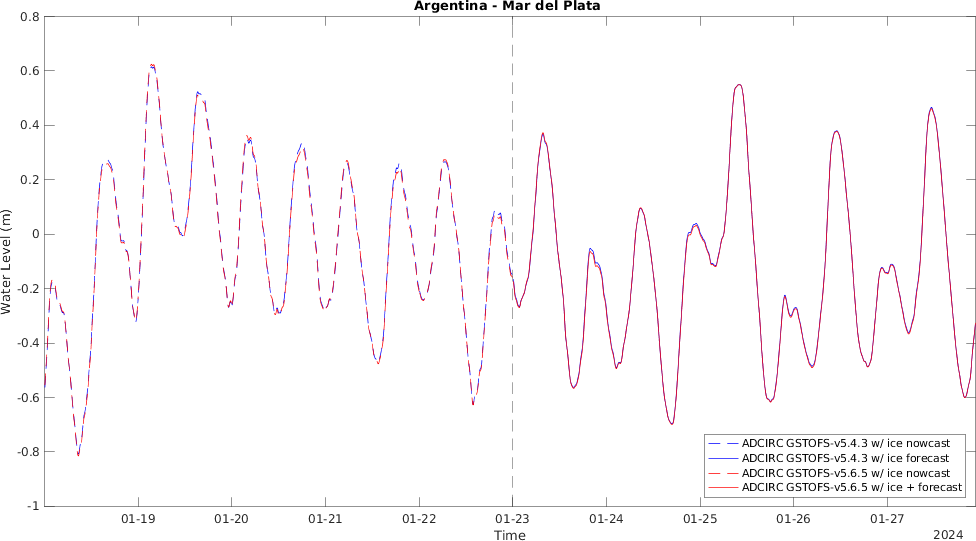 Argentina - Mar del Plata
0.8
0.6
0.4
0.2
0
-0.2
-0.4
-0.6
-0.8
-1
Water Level (m)
ADCIRC GSTOFS-v5.4.3 w/ ice nowcast
ADCIRC GSTOFS-v5.4.3 w/ ice forecast
ADCIRC GSTOFS-v5.6.5 w/ ice nowcast
ADCIRC GSTOFS-v5.6.5 w/ ice + forecast
01-19 01-20 01-21 01-22 01-23 01-24 01-25 01-26 01-27
Time
2024